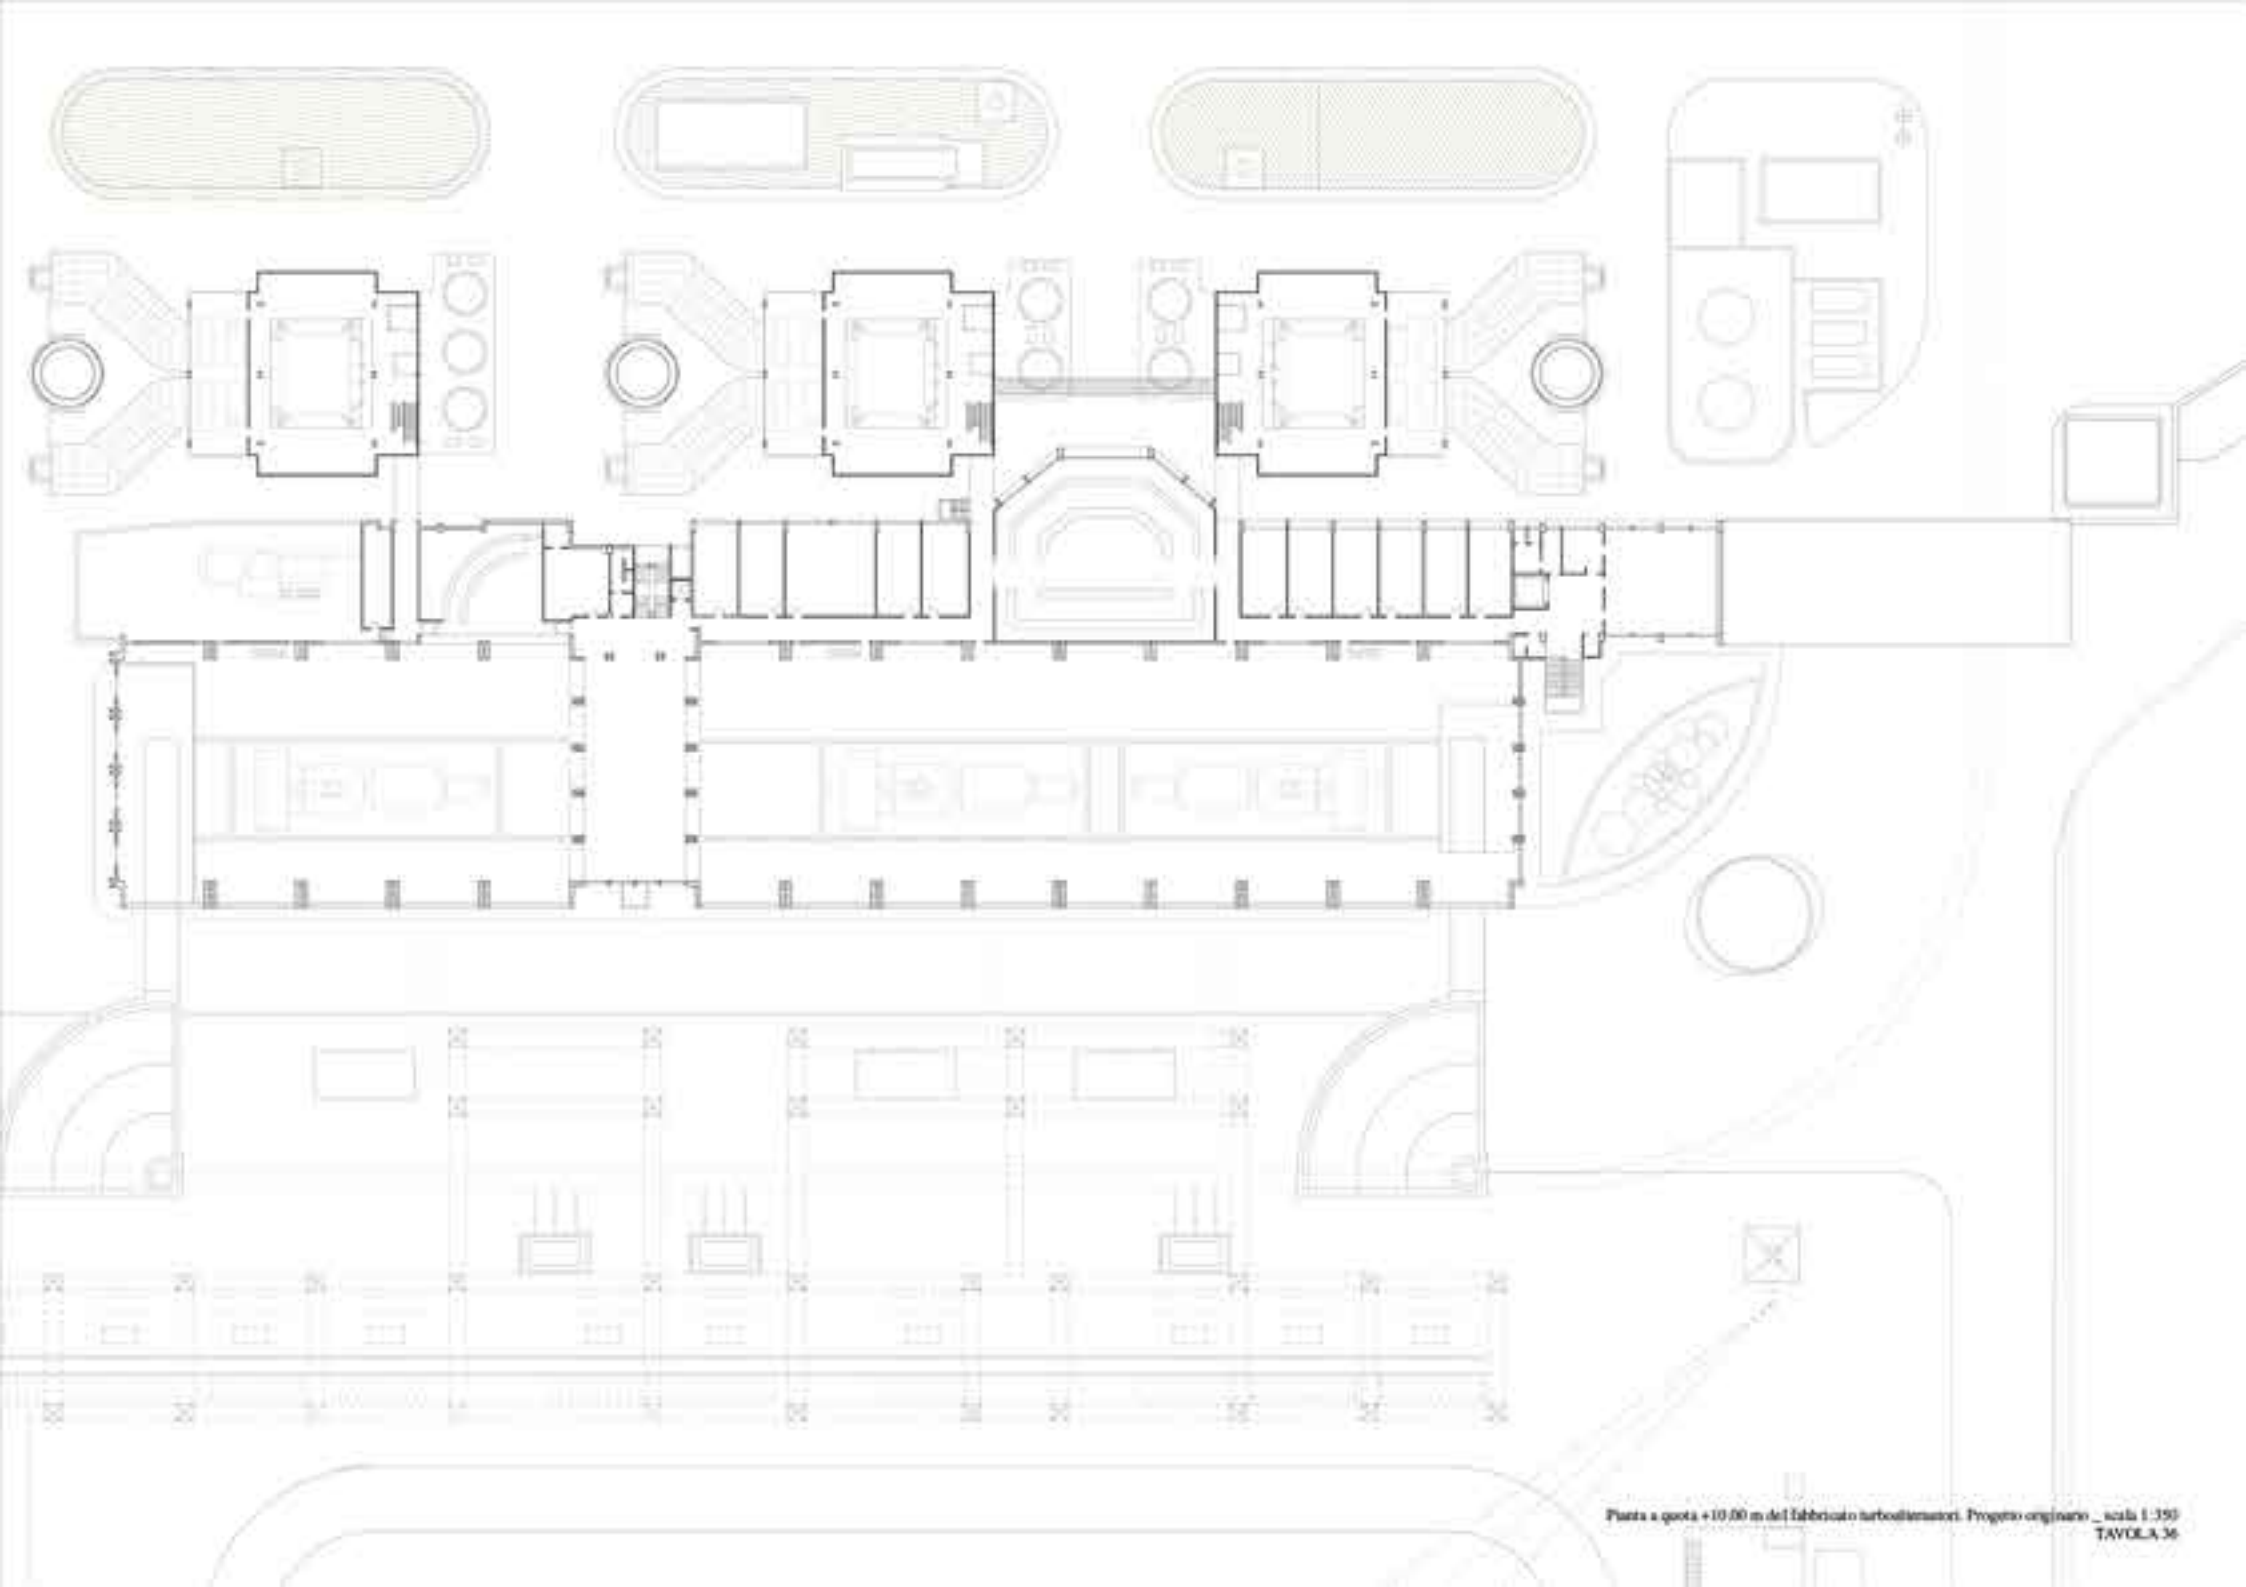 Pianta a quota +10.00 m del fabbricato turboalternatori. Progetto originario _ scala 1:350
TAVOLA 36